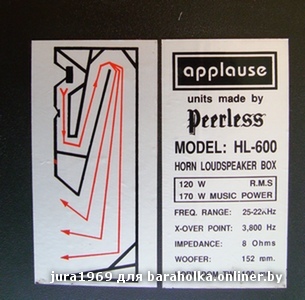 applause
units made by
Peerless
MODEL: HL-600
HORN LOUDSPEAKER BOX
120 W R.M.S
170 W MUSIC POWER
FREQ. RANGE: 25-22KHz
X-OVER POINT: 3,800 Hz
IMPEDANCE: 8 Ohms
WOOFER: 152 mm.
jura1969 для baraholka.onliner.by